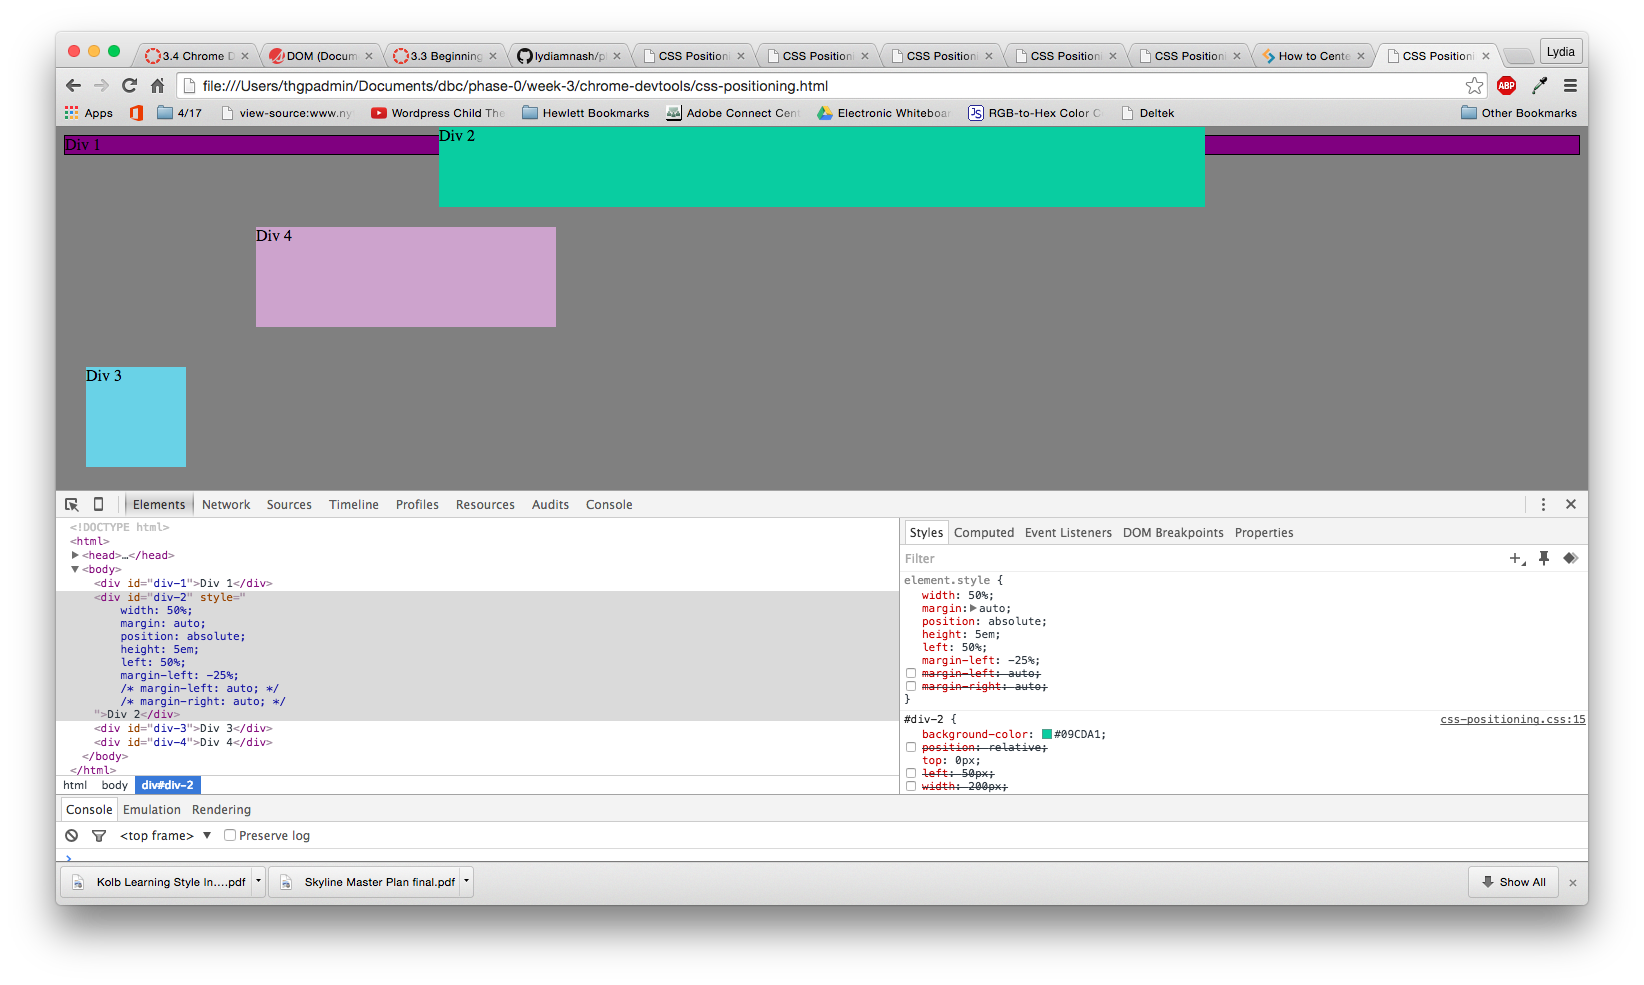 3.4 Chrome D
DOM (Docum
3.3 Beginning
lydiamnash/p
CSS Positioni
CSS Positioni
CSS Positioni
CSS Positioni
CSS Positioni
How to Cente
CSS Positioni
Lydia
file:///Users/thgpadmin/Documents/dbc/phase-0/week-3/chrome-devtools/css-positioning.html
ABP
Apps
4/17
view-source:www.ny
Wordpress Child The
Hewlett Bookmarks
Adobe Connect Cent
Electronic Whiteboar
JS
RGB-to-Hex Color C
Deltek
Other Bookmarks
Div 1
Div 2
Div 4
Div 3
Elements Network Sources Timeline Profiles Resources Audits Console
<!DOCTYPE html>
<html>
<head>…</head>
<body>
<div id="div-1">Div 1</div>
<div id="div-2" style="
width: 50%;
margin: auto;
position: absolute;
height: 5em;
left: 50%;
margin-left: -25%;
/* margin-left: auto; */
/* margin-right: auto; */
">Div 2</div>
<div id="div-3">Div 3</div>
<div id="div-4">Div 4</div>
</body>
</html>
html body div#div-2
Styles Computed Event Listeners DOM Breakpoints Properties
Filter
element.style {
width: 50%;
margin: auto;
position: absolute;
height: 5em;
left: 50%;
margin-left: -25%;
margin-left: auto;
margin-right: auto;
}
#div-2 {
css-positioning.css:15
background-color: #09CDA1;
position: relative;
top: 0px;
left: 50px;
width: 200px;
Console Emulation Rendering
<top frame> ▼ Preserve log
>
Kolb Learning Style In....pdf
Skyline Master Plan final.pdf
Show All